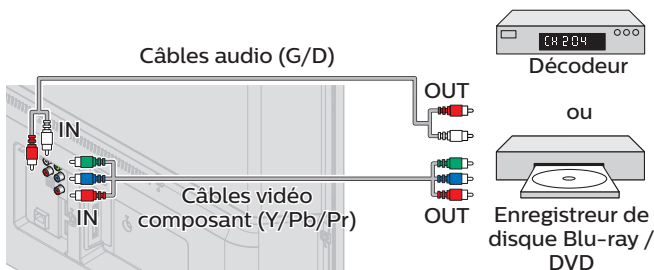 Câbles audio (G/D)
CH 204
Décodeur
OUT
ou
IN
Câbles vidéo
composant (Y/Pb/Pr)
IN
OUT
Enregistreur de
disque Blu-ray /
DVD